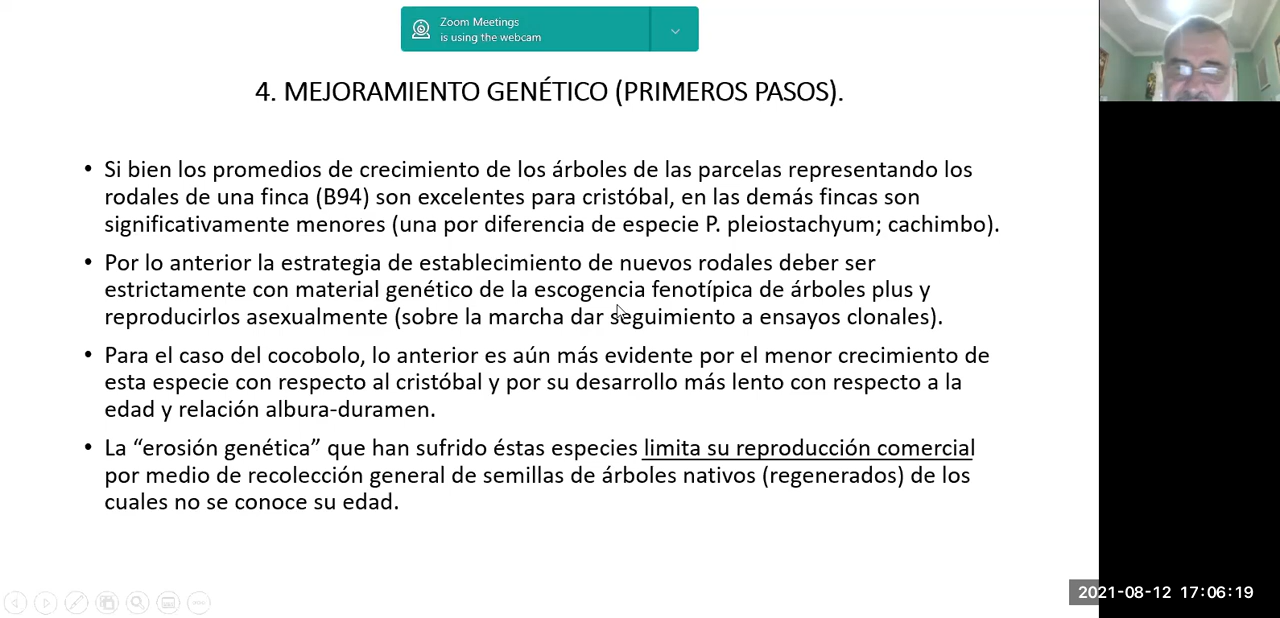 Zoom Meetings
is using the webcam
4. MEJORAMIENTO GENÉTICO (PRIMEROS PASOS).
• Si bien los promedios de crecimiento de los árboles de las parcelas representando los
rodales de una finca (B94) son excelentes para cristóbal, en las demás fincas son
significativamente menores (una por diferencia de especie P. pleiostachyum; cachimbo).
• Por lo anterior la estrategia de establecimiento de nuevos rodales deber ser
estrictamente con material genético de la escogencia fenotípica de árboles plus y
reproducirlos asexualmente (sobre la marcha dar seguimiento a ensayos clonales).
• Para el caso del cocobolo, lo anterior es aún más evidente por el menor crecimiento de
esta especie con respecto al cristóbal y por su desarrollo más lento con respecto a la
edad y relación albura-duramen.
• La “erosión genética” que han sufrido éstas especies limita su reproducción comercial
por medio de recolección general de semillas de árboles nativos (regenerados) de los
cuales no se conoce su edad.
2021-08-12 17:06:19